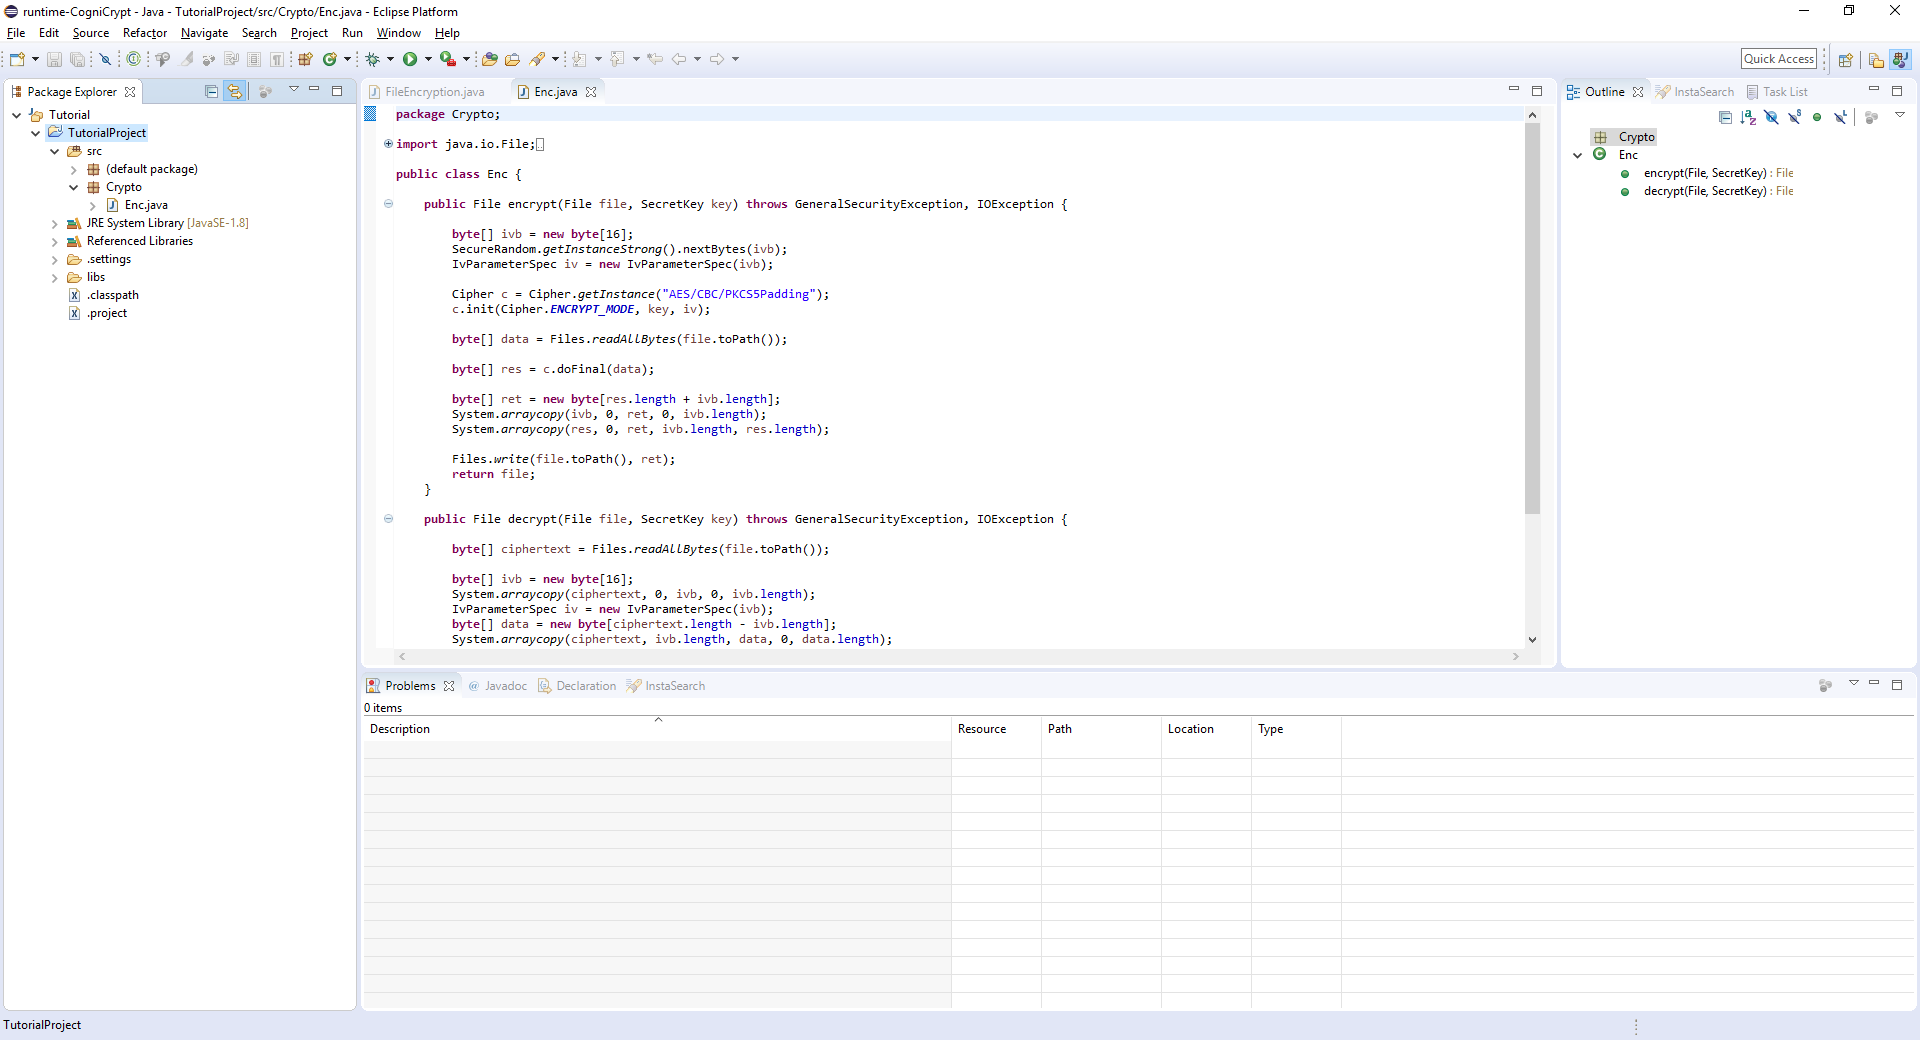 runtime-CogniCrypt - Java - TutorialProject/src/Crypto/Enc.java - Eclipse Platform
File Edit Source Refactor Navigate Search Project Run Window Help
Quick Access
Package Explorer
Tutorial
TutorialProject
src
(default package)
Crypto
Enc.java
JRE System Library [JavaSE-1.8]
Referenced Libraries
.settings
libs
.classpath
.project
FileEncryption.java Enc.java
package Crypto;
import java.io.File;
public class Enc {
public File encrypt(File file, SecretKey key) throws GeneralSecurityException, IOException {
byte[] ivb = new byte[16];
SecureRandom.getInstanceStrong().nextBytes(ivb);
IvParameterSpec iv = new IvParameterSpec(ivb);
Cipher c = Cipher.getInstance("AES/CBC/PKCS5Padding");
c.init(Cipher.ENCRYPT_MODE, key, iv);
byte[] data = Files.readAllBytes(file.toPath());
byte[] res = c.doFinal(data);
byte[] ret = new byte[res.length + ivb.length];
System.arraycopy(ivb, 0, ret, 0, ivb.length);
System.arraycopy(res, 0, ret, ivb.length, res.length);
Files.write(file.toPath(), ret);
return file;
}
public File decrypt(File file, SecretKey key) throws GeneralSecurityException, IOException {
byte[] ciphertext = Files.readAllBytes(file.toPath());
byte[] ivb = new byte[16];
System.arraycopy(ciphertext, 0, ivb, 0, ivb.length);
IvParameterSpec iv = new IvParameterSpec(ivb);
byte[] data = new byte[ciphertext.length - ivb.length];
System.arraycopy(ciphertext, ivb.length, data, 0, data.length);
Outline InstaSearch Task List
Crypto
Enc
encrypt(File, SecretKey) : File
decrypt(File, SecretKey) : File
Problems @ Javadoc Declaration InstaSearch
0 items
Description Resource Path Location Type
TutorialProject